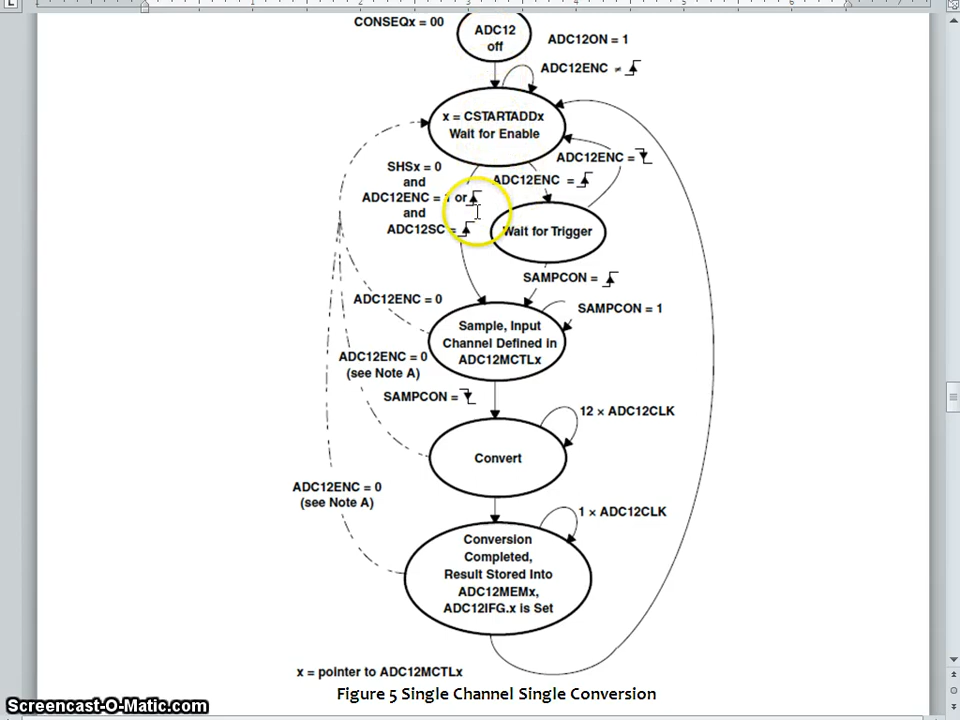 CONSEQx = 00
ADC12
off
ADC12ON = 1
ADC12ENC ≠
x = CSTARTADDx
Wait for Enable
ADC12ENC =
SHSx = 0
and
ADC12ENC = 1 or
and
ADC12SC =
ADC12ENC =
Wait for Trigger
SAMPCON =
ADC12ENC = 0
SAMPCON = 1
Sample, Input
Channel Defined in
ADC12MCTLx
ADC12ENC = 0
(see Note A)
SAMPCON =
12 × ADC12CLK
Convert
ADC12ENC = 0
(see Note A)
1 × ADC12CLK
Conversion
Completed,
Result Stored Into
ADC12MEMx,
ADC12IFG.x is Set
x = pointer to ADC12MCTLx
Figure 5 Single Channel Single Conversion
Screencast-O-Matic.com